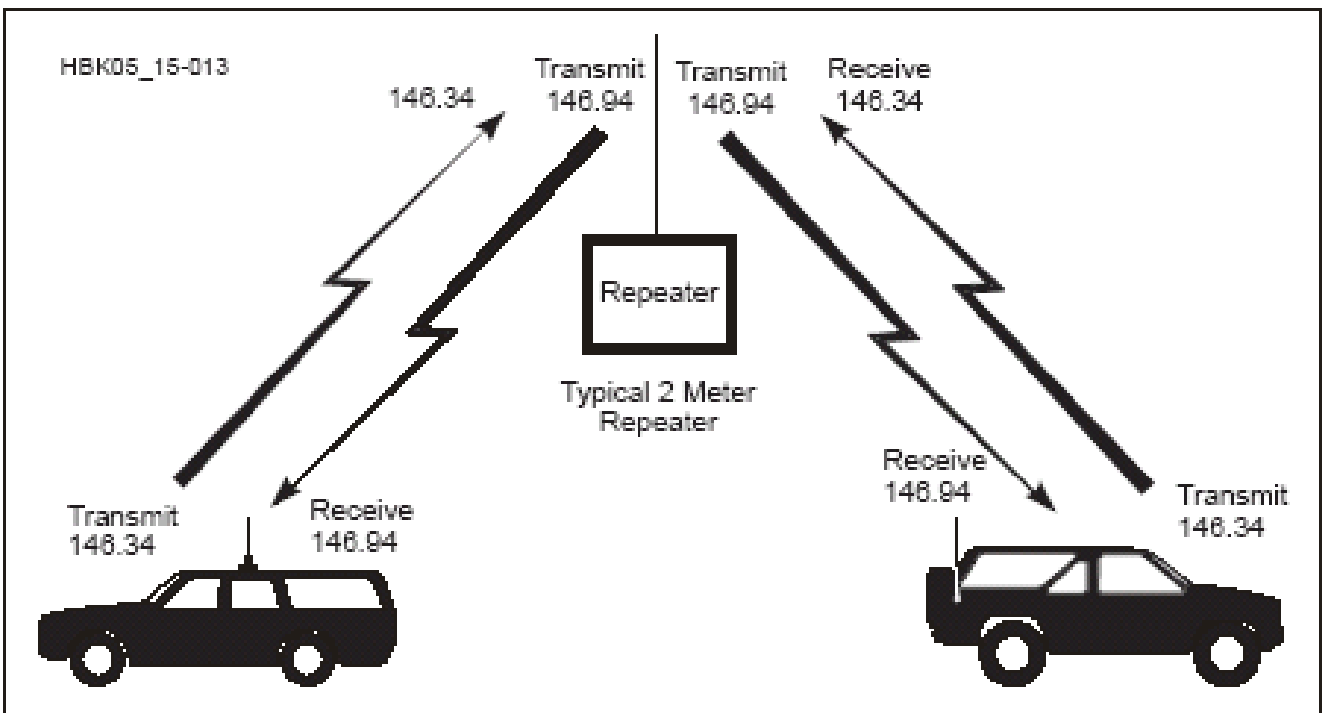 HBK05_15-013
146.34
Transmit
146.94
Transmit
146.94
Receive
146.34
Repeater
Typical 2 Meter
Repeater
Transmit
146.34
Receive
146.94
Receive
146.94
Transmit
146.34